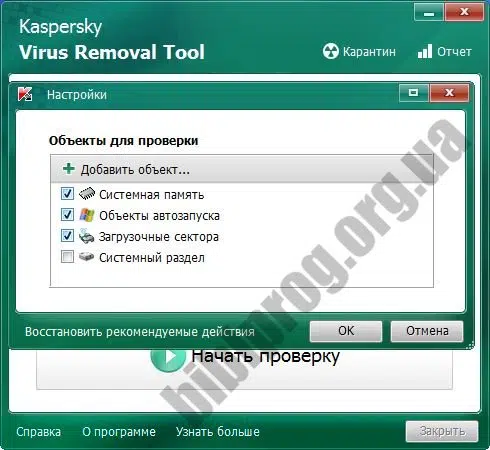 Kaspersky
Virus Removal Tool
Карантин
Отчет
Настройки
Объекты для проверки
Добавить объект...
Системная память
Объекты автозапуска
Загрузочные сектора
Системный раздел
Восстановить рекомендуемые действия
ОК
Отмена
Начать проверку
Справка
О программе
Узнать больше
Закрыть
biblprog.org.ua